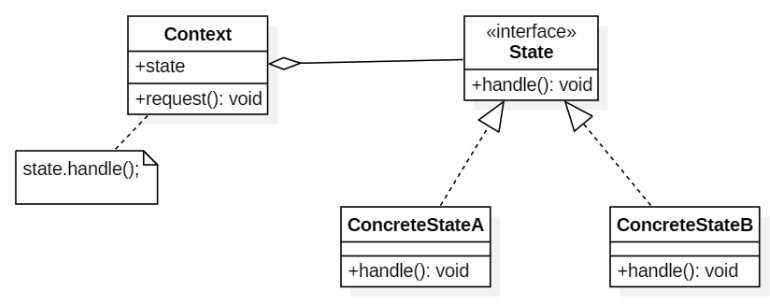 Context
+state
+request(): void
state.handle();
«interface»
State
+handle(): void
ConcreteStateA
+handle(): void
ConcreteStateB
+handle(): void